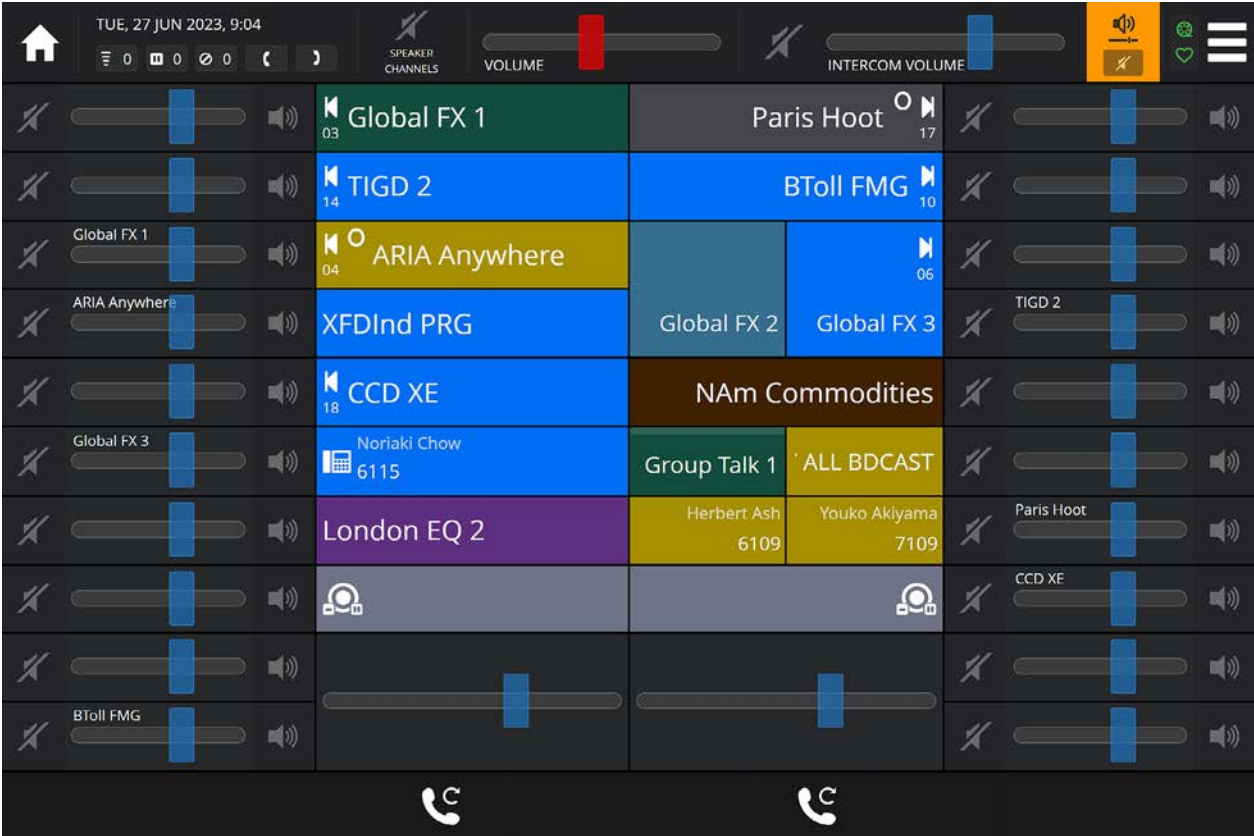 TUE, 27 JUN 2023, 9:04
0 0 0
SPEAKER
CHANNELS
VOLUME
INTERCOM VOLUME
03 Global FX 1
Paris Hoot 17
14 TIGD 2
BToll FMG 10
Global FX 1
04 ARIA Anywhere
06
ARIA Anywhere
XFDInd PRG
Global FX 2
Global FX 3
TIGD 2
18 CCD XE
NAm Commodities
Global FX 3
Noriaki Chow
6115
Group Talk 1
ALL BDCAST
London EQ 2
Herbert Ash
6109
Youko Akiyama
7109
Paris Hoot
CCD XE
BToll FMG